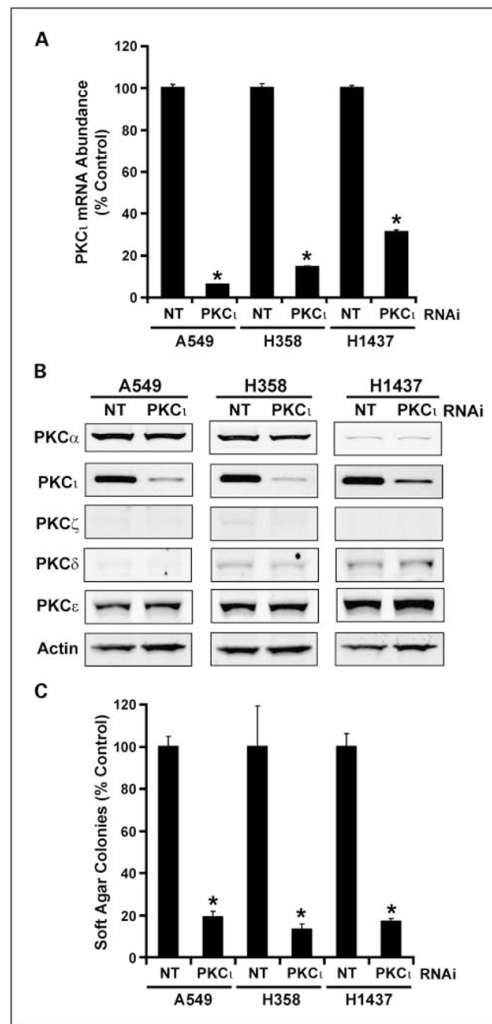 A
PKCι mRNA Abundance
(% Control)
120
100
80
60
40
20
0
* * *
NT PKCι NT PKCι NT PKCι RNAi
A549 H358 H1437
B
A549 H358 H1437
NT PKCι NT PKCι NT PKCι RNAi
PKCα
PKCι
PKCζ
PKCδ
PKCε
Actin
C
Soft Agar Colonies (% Control)
120
100
80
60
40
20
0
* * *
NT PKCι NT PKCι NT PKCι RNAi
A549 H358 H1437